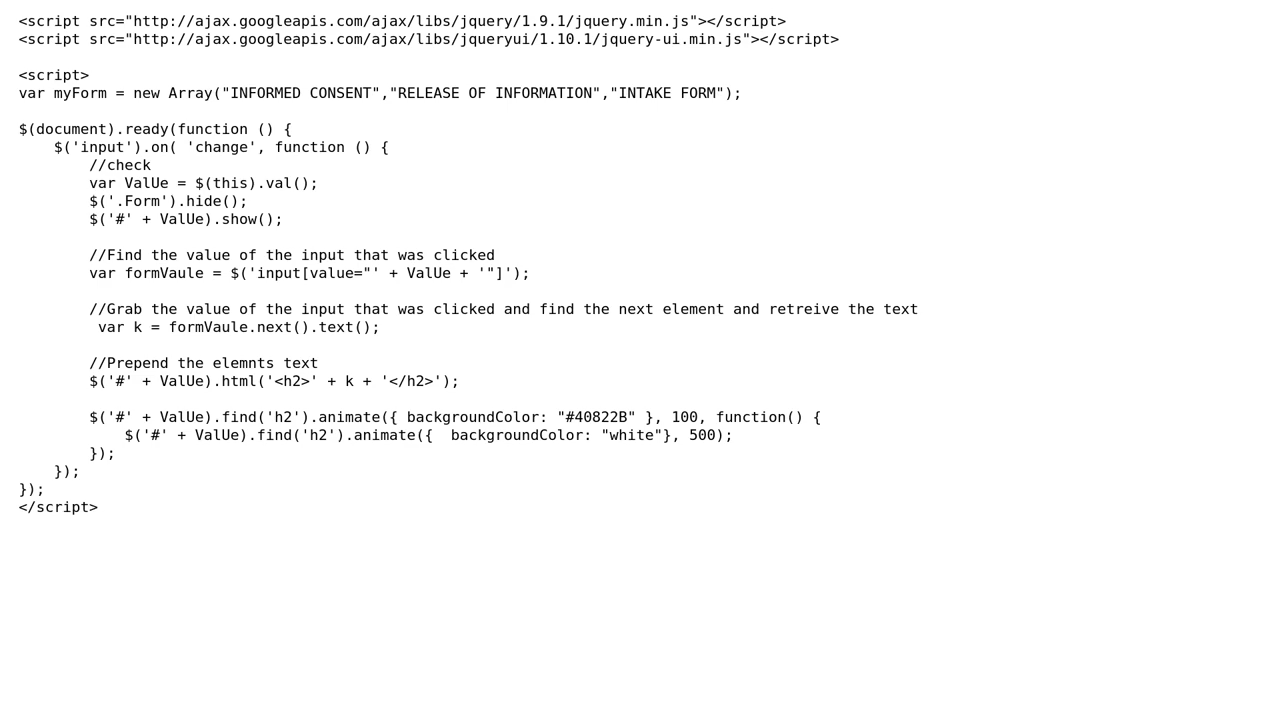 <script src="http://ajax.googleapis.com/ajax/libs/jquery/1.9.1/jquery.min.js"></script>
<script src="http://ajax.googleapis.com/ajax/libs/jqueryui/1.10.1/jquery-ui.min.js"></script>

<script>
var myForm = new Array("INFORMED CONSENT","RELEASE OF INFORMATION","INTAKE FORM");

$(document).ready(function () {
    $('input').on( 'change', function () {
        //check
        var ValUe = $(this).val();
        $('.Form').hide();
        $('#' + ValUe).show();

        //Find the value of the input that was clicked
        var formVaule = $('input[value="' + ValUe + '"]');

        //Grab the value of the input that was clicked and find the next element and retreive the text
         var k = formVaule.next().text();

        //Prepend the elemnts text
        $('#' + ValUe).html('<h2>' + k + '</h2>');

        $('#' + ValUe).find('h2').animate({ backgroundColor: "#40822B" }, 100, function() {
            $('#' + ValUe).find('h2').animate({  backgroundColor: "white"}, 500);
        });
    });
});
</script>